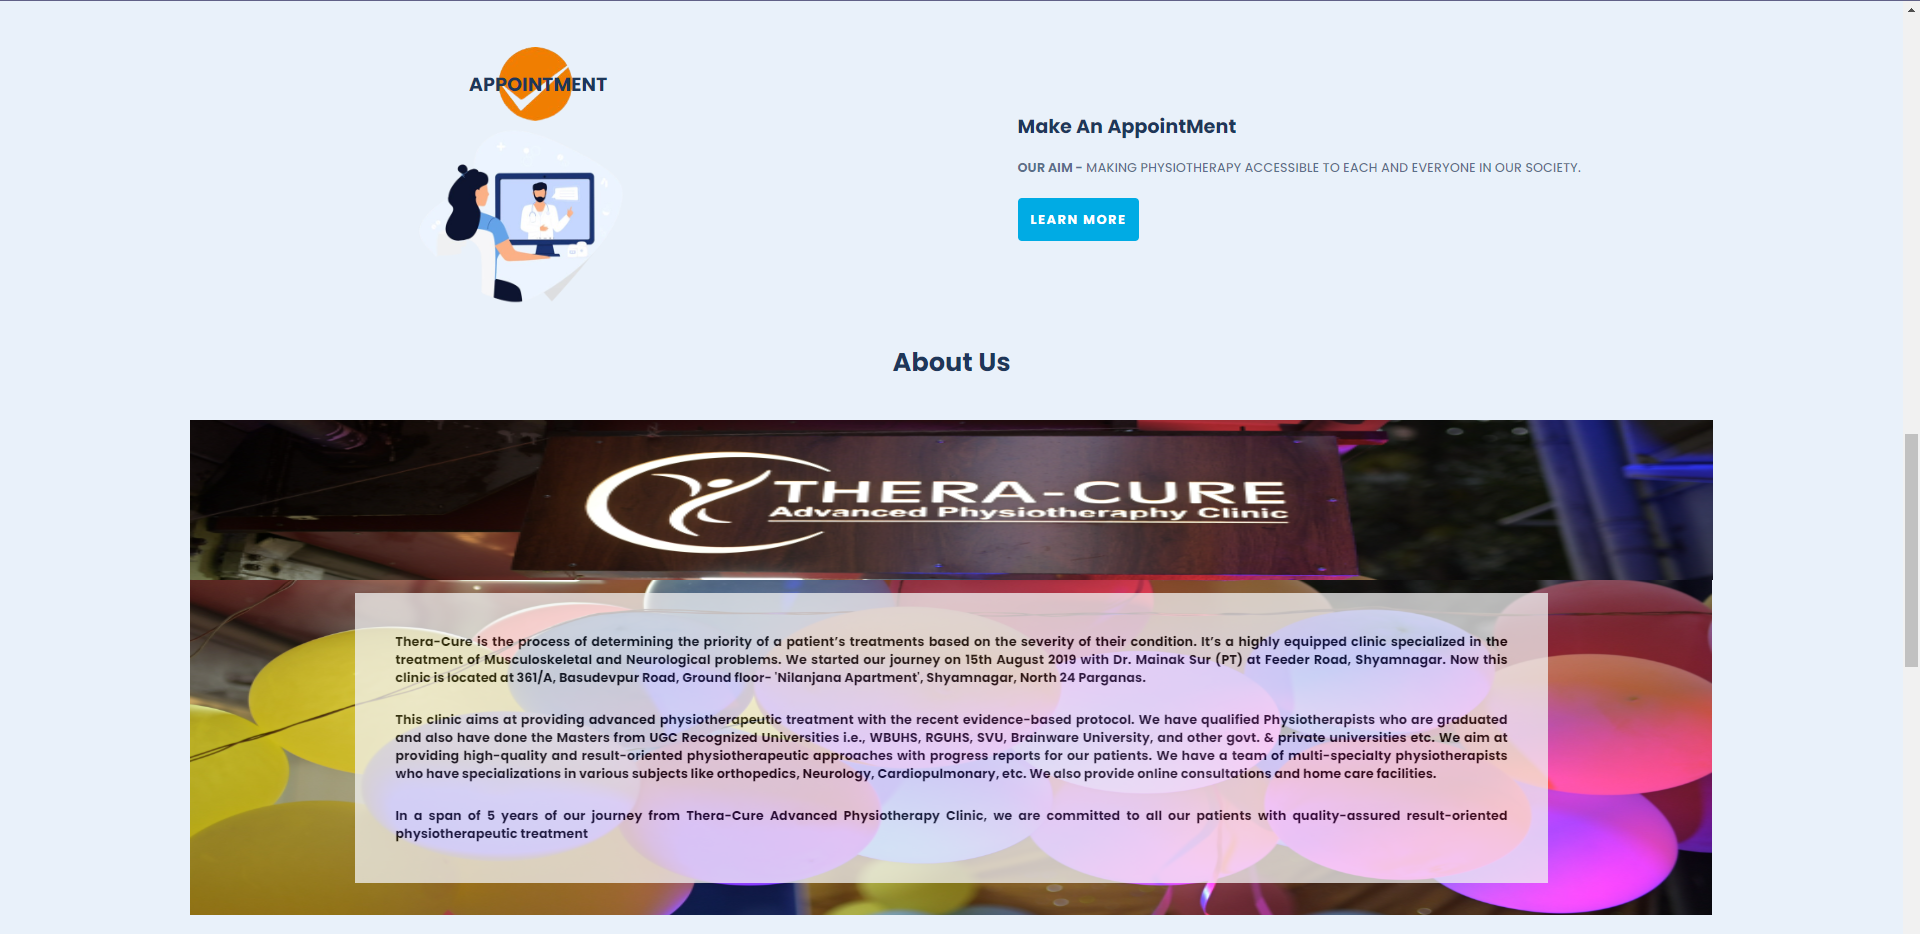 APPOINTMENT
Make An AppointMent
OUR AIM - MAKING PHYSIOTHERAPY ACCESSIBLE TO EACH AND EVERYONE IN OUR SOCIETY.
LEARN MORE
About Us
THERA-CURE
Advanced Physiotheraphy Clinic
Thera-Cure is the process of determining the priority of a patient’s treatments based on the severity of their condition. It’s a highly equipped clinic specialized in the
treatment of Musculoskeletal and Neurological problems. We started our journey on 15th August 2019 with Dr. Mainak Sur (PT) at Feeder Road, Shyamnagar. Now this
clinic is located at 361/A, Basudevpur Road, Ground floor- 'Nilanjana Apartment', Shyamnagar, North 24 Parganas.
This clinic aims at providing advanced physiotherapeutic treatment with the recent evidence-based protocol. We have qualified Physiotherapists who are graduated
and also have done the Masters from UGC Recognized Universities i.e., WBUHS, RGUHS, SVU, Brainware University, and other govt. & private universities etc. We aim at
providing high-quality and result-oriented physiotherapeutic approaches with progress reports for our patients. We have a team of multi-specialty physiotherapists
who have specializations in various subjects like orthopedics, Neurology, Cardiopulmonary, etc. We also provide online consultations and home care facilities.
In a span of 5 years of our journey from Thera-Cure Advanced Physiotherapy Clinic, we are committed to all our patients with quality-assured result-oriented
physiotherapeutic treatment